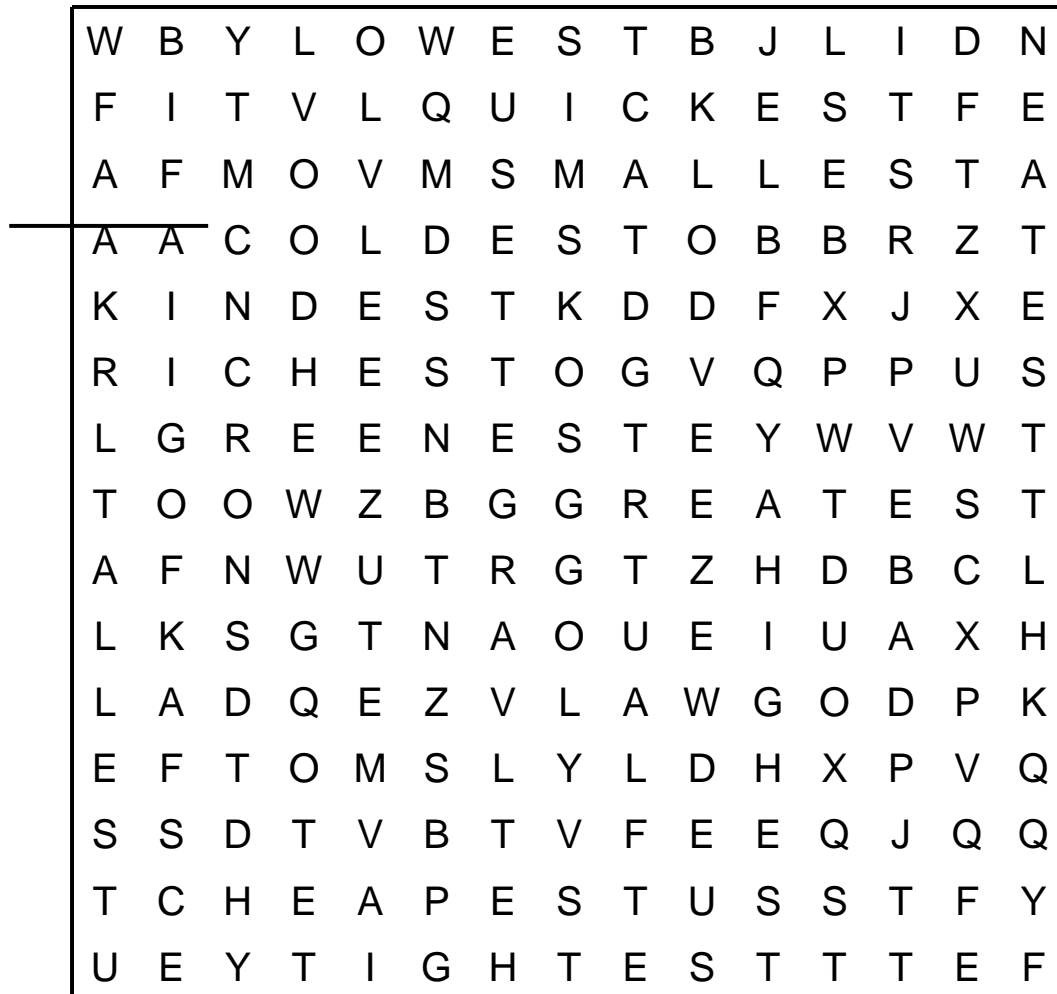 W B Y L O W E S T B J L I D N
F I T V L Q U I C K E S T F E
A F M O V M S M A L L E S T A
A A C O L D E S T O B B R Z T
K I N D E S T K D D F X J X E
R I C H E S T O G V Q P P U S
L G R E E N E S T E Y W V W T
T O O W Z B G G R E A T E S T
A F N W U T R G T Z H D B C L
L K S G T N A O U E I U A X H
L A D Q E Z V L A W G O D P K
E F T O M S L Y L D H X P V Q
S S D T V B T V F E E Q J Q Q
T C H E A P E S T U S S T F Y
U E Y T I G H T E S T T T E F